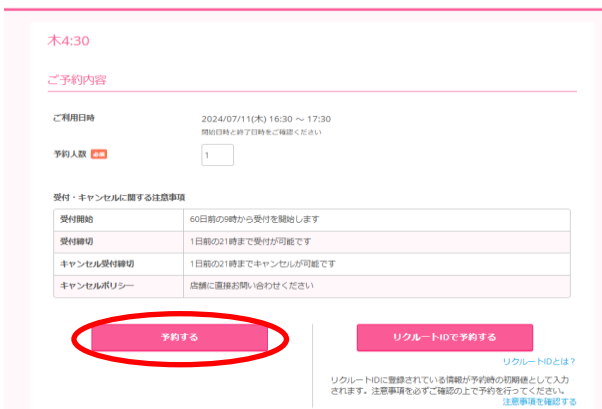 木4:30
ご予約内容
ご利用日時 2024/07/11(木) 16:30 ～ 17:30
開始日時と終了日時をご確認ください
予約人数 必須 1
受付・キャンセルに関する注意事項
受付開始 60日前の9時から受付を開始します
受付締切 1日前の21時まで受付が可能です
キャンセル受付締切 1日前の21時までキャンセルが可能です
キャンセルポリシー 店舗に直接お問い合わせください
予約する リクルートIDで予約する
リクルートIDとは？
リクルートIDに登録されている情報が予約時の初期値として入力
されます。注意事項を必ずご確認の上で予約を行ってください。
注意事項を確認する